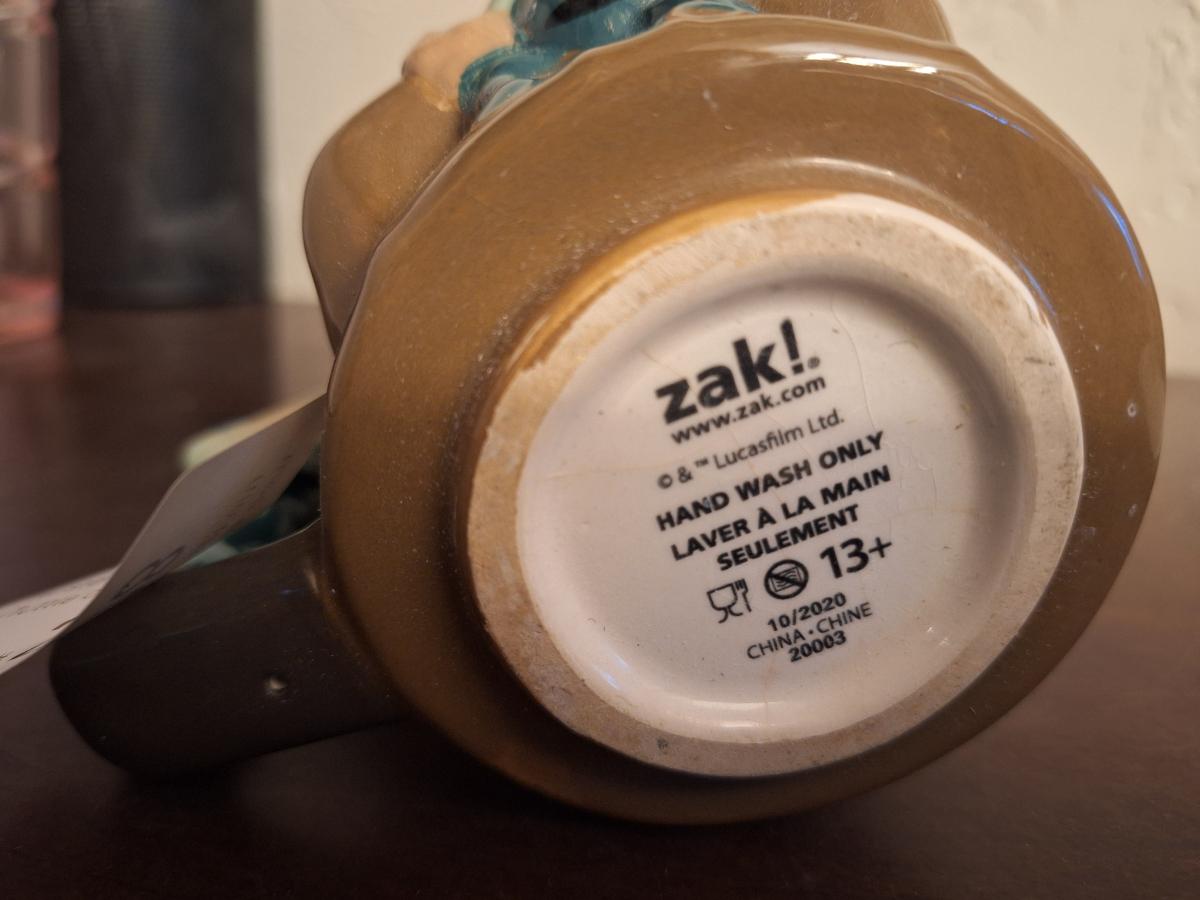 zak!®
www.zak.com
© & ™ Lucasfilm Ltd.
HAND WASH ONLY
LAVER À LA MAIN
SEULEMENT
13+
10/2020
CHINA • CHINE
20003